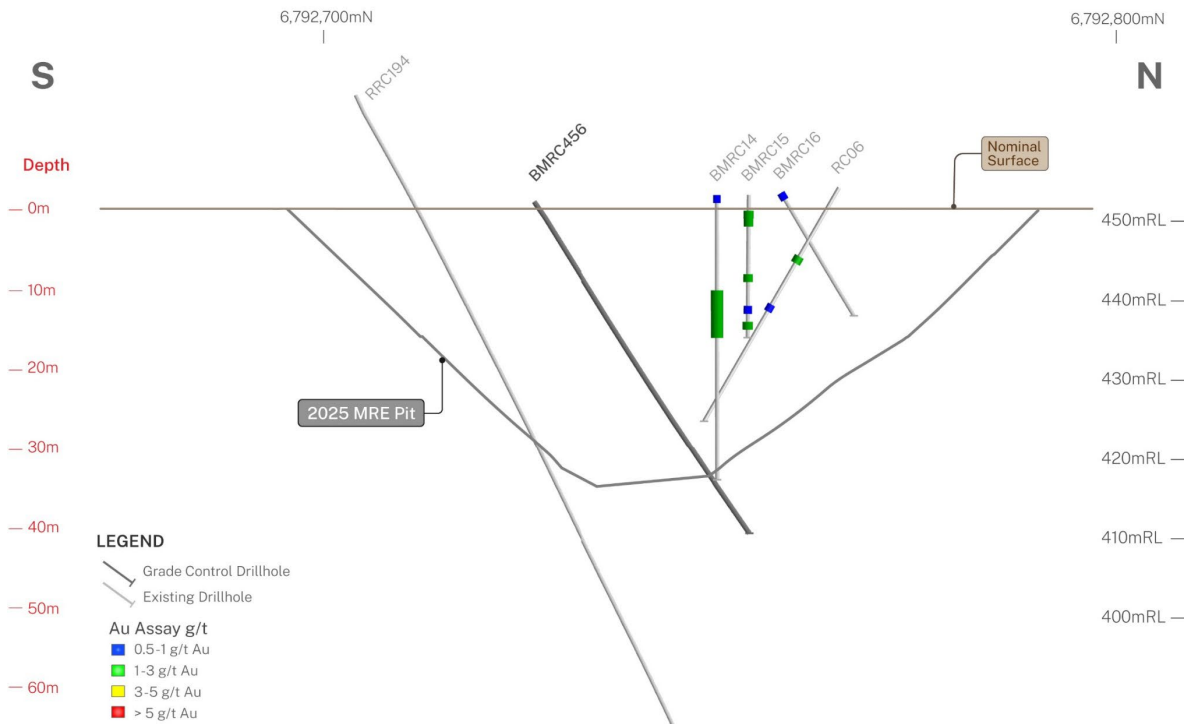 6,792,700mN
6,792,800mN
S
N
RRC194
BMRC456
BMRC14
BMRC15
BMRC16
RC06
Nominal
Surface
Depth
0m
10m
20m
30m
40m
50m
60m
450mRL
440mRL
430mRL
420mRL
410mRL
400mRL
2025 MRE Pit
LEGEND
Grade Control Drillhole
Existing Drillhole
Au Assay g/t
0.5-1 g/t Au
1-3 g/t Au
3-5 g/t Au
> 5 g/t Au